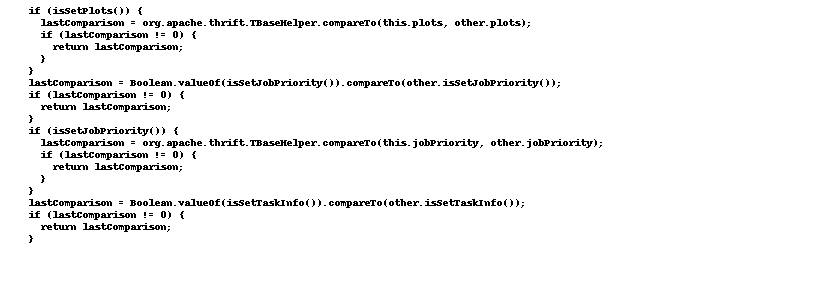 if (isSetPlots()) {
lastComparison = org.apache.thrift.TBaseHelper.compareTo(this.plots, other.plots);
if (lastComparison != 0) {
return lastComparison;
}
}
lastComparison = Boolean.valueOf(isSetJobPriority()).compareTo(other.isSetJobPriority());
if (lastComparison != 0) {
return lastComparison;
}
if (isSetJobPriority()) {
lastComparison = org.apache.thrift.TBaseHelper.compareTo(this.jobPriority, other.jobPriority);
if (lastComparison != 0) {
return lastComparison;
}
}
lastComparison = Boolean.valueOf(isSetTaskInfo()).compareTo(other.isSetTaskInfo());
if (lastComparison != 0) {
return lastComparison;
}